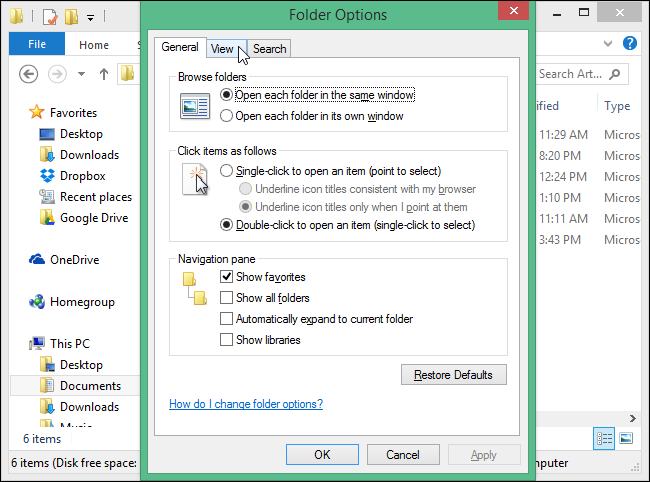 Folder Options
File
Search Art...
General
View
Search
Browse folders
Open each folder in the same window
Open each folder in its own window
Click items as follows
Single-click to open an item (point to select)
Underline icon titles consistent with my browser
Underline icon titles only when I point at them
Double-click to open an item (single-click to select)
Navigation pane
Show favorites
Show all folders
Automatically expand to current folder
Show libraries
Restore Defaults
How do I change folder options?
OK
Cancel
Apply
Favorites
Desktop
Downloads
Dropbox
Recent places
Google Drive
OneDrive
Homegroup
This PC
Desktop
Documents
Downloads
Music
6 items
6 items (Disk free space:
ified
Type
11:29 AM Micros
8:20 PM Micros
12:24 PM Micros
1:10 PM Micros
11:11 AM Micros
3:43 PM Micros
mputer